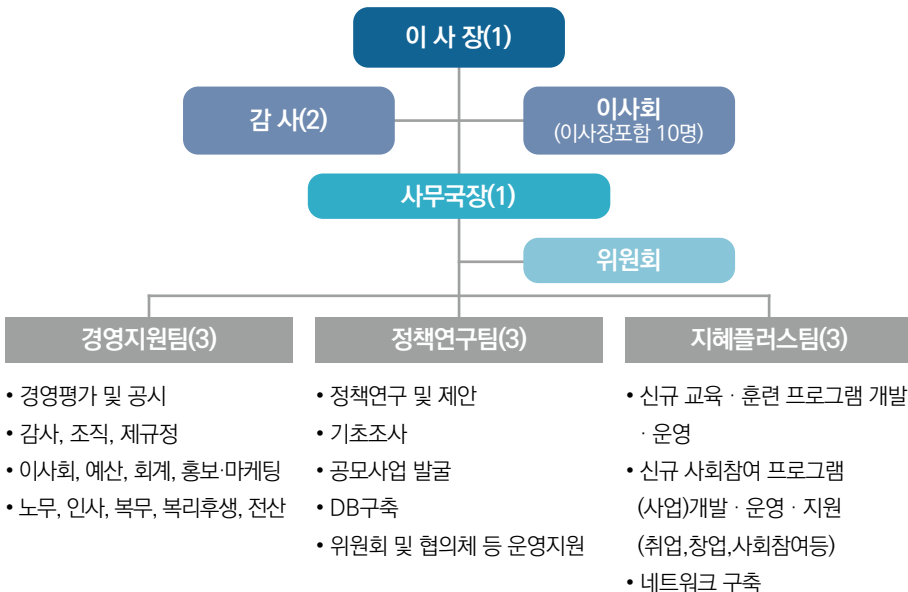 이 사 장(1)
감 사(2)
이사회
(이사장포함 10명)
사무국장(1)
위원회
경영지원팀(3)
• 경영평가 및 공시
• 감사, 조직, 제규정
• 이사회, 예산, 회계, 홍보·마케팅
• 노무, 인사, 복무, 복리후생, 전산
정책연구팀(3)
• 정책연구 및 제안
• 기초조사
• 공모사업 발굴
• DB구축
• 위원회 및 협의체 등 운영지원
지혜플러스팀(3)
• 신규 교육 · 훈련 프로그램 개발
· 운영
• 신규 사회참여 프로그램
(사업)개발 · 운영 · 지원
(취업,창업,사회참여등)
• 네트워크 구축